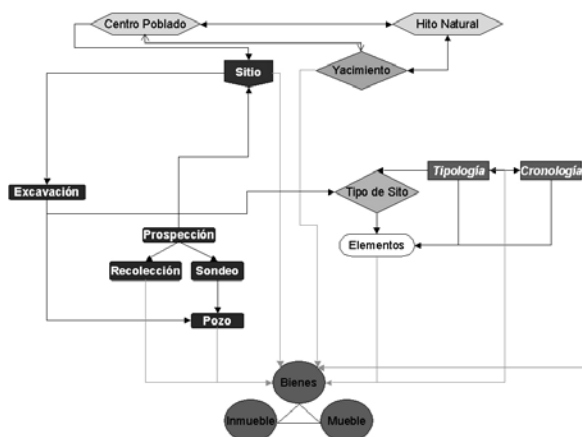 Centro Poblado
Hito Natural
Sitio
Yacimiento
Excavación
Tipología
Cronología
Tipo de Sito
Prospección
Elementos
Recolección
Sondeo
Pozo
Bienes
Inmueble
Mueble